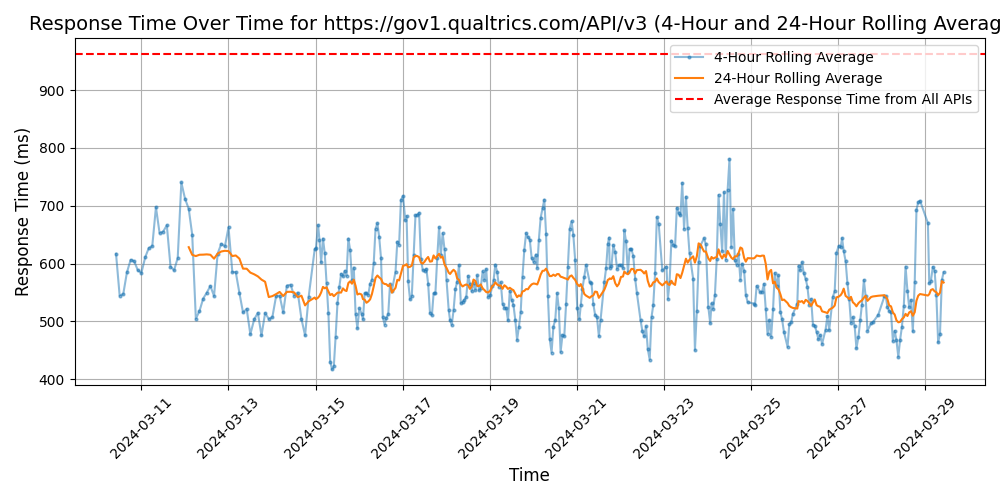 Response Time Over Time for https://gov1.qualtrics.com/API/v3 (4-Hour and 24-Hour Rolling Averag
4-Hour Rolling Average
24-Hour Rolling Average
Average Response Time from All APIs
Response Time (ms)
900
800
700
600
500
400
2024-03-11
2024-03-13
2024-03-15
2024-03-17
2024-03-19
2024-03-21
2024-03-23
2024-03-25
2024-03-27
2024-03-29
Time